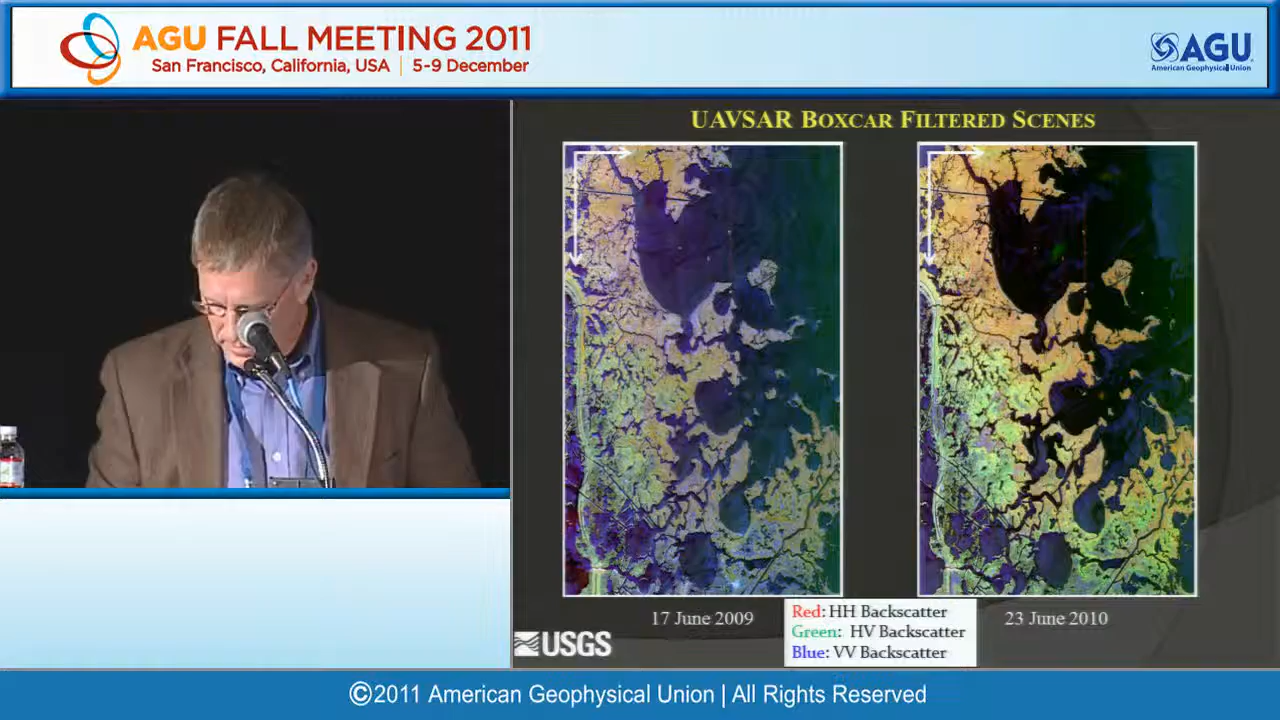 AGU FALL MEETING 2011
San Francisco, California, USA | 5-9 December
AGU
American Geophysical Union
UAVSAR BOXCAR FILTERED SCENES
17 June 2009
Red: HH Backscatter
Green: HV Backscatter
Blue: VV Backscatter
23 June 2010
USGS
©2011 American Geophysical Union | All Rights Reserved